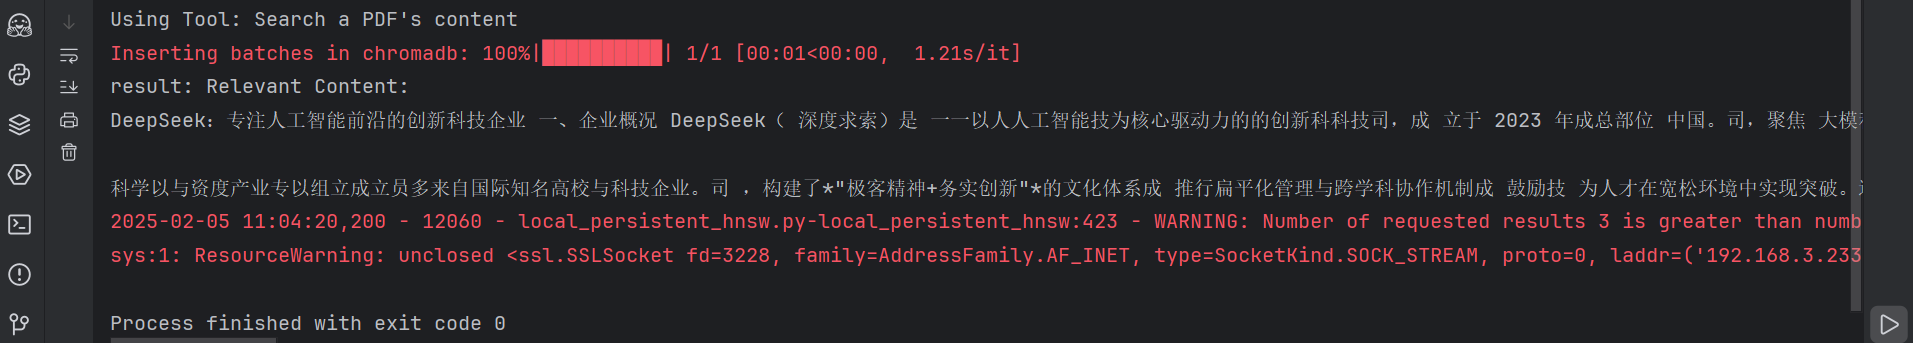 Using Tool: Search a PDF's content
Inserting batches in chromadb: 100%|██████████| 1/1 [00:01<00:00,  1.21s/it]
result: Relevant Content:
DeepSeek：专注人工智能前沿的创新科技企业 一、企业概况 DeepSeek（ 深度求索）是 一一以人人工智能技为核心驱动力的的创新科科技司，成 立于 2023 年成总部位 中国。司，聚焦 大模
科学以与资度产业专以组立成立员多来自国际知名高校与科技企业。司 ，构建了*"极客精神+务实创新"*的文化体系成 推行扁平化管理与跨学科协作机制成 鼓励技 为人才在宽松环境中实现突破。
2025-02-05 11:04:20,200 - 12060 - local_persistent_hnsw.py-local_persistent_hnsw:423 - WARNING: Number of requested results 3 is greater than numb
sys:1: ResourceWarning: unclosed <ssl.SSLSocket fd=3228, family=AddressFamily.AF_INET, type=SocketKind.SOCK_STREAM, proto=0, laddr=('192.168.3.233
Process finished with exit code 0